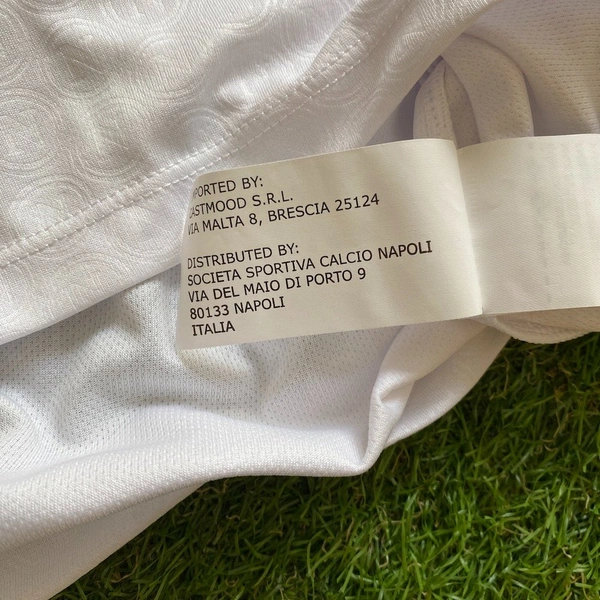 PORTED BY:
ASTMOOD S.R.L.
VIA MALTA 8, BRESCIA 25124
DISTRIBUTED BY:
SOCIETA SPORTIVA CALCIO NAPOLI
VIA DEL MAIO DI PORTO 9
80133 NAPOLI
ITALIA